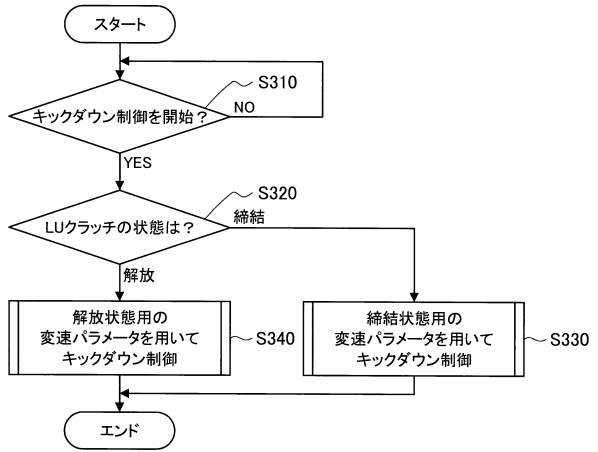 スタート
S310
キックダウン制御を開始?
NO
YES
S320
LUクラッチの状態は?
締結
解放
解放状態用の
変速パラメータを用いて
キックダウン制御
S340
締結状態用の
変速パラメータを用いて
キックダウン制御
S330
エンド